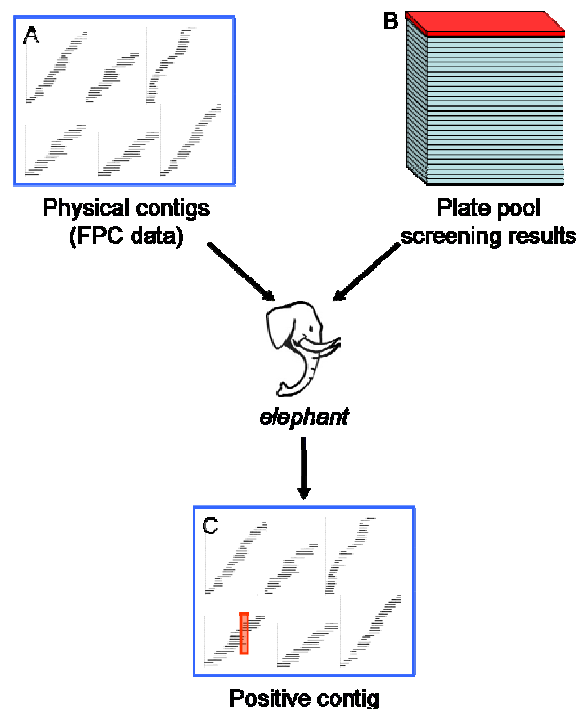 A
B
Physical contigs
(FPC data)
Plate pool
screening results
elephant
C
Positive contig